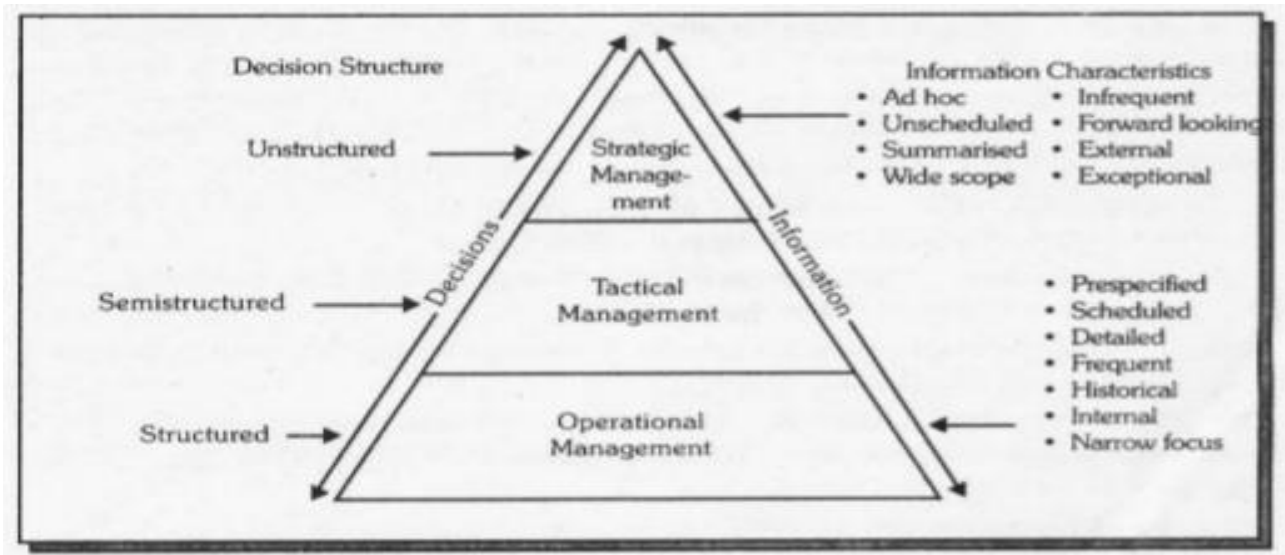 Decision Structure
Unstructured
Semistructured
Structured
Decisions
Strategic
Manage-
ment
Tactical
Management
Operational
Management
Information
Information Characteristics
• Ad hoc
• Unscheduled
• Summarised
• Wide scope
• Infrequent
• Forward looking
• External
• Exceptional
• Prespecified
• Scheduled
• Detailed
• Frequent
• Historical
• Internal
• Narrow focus